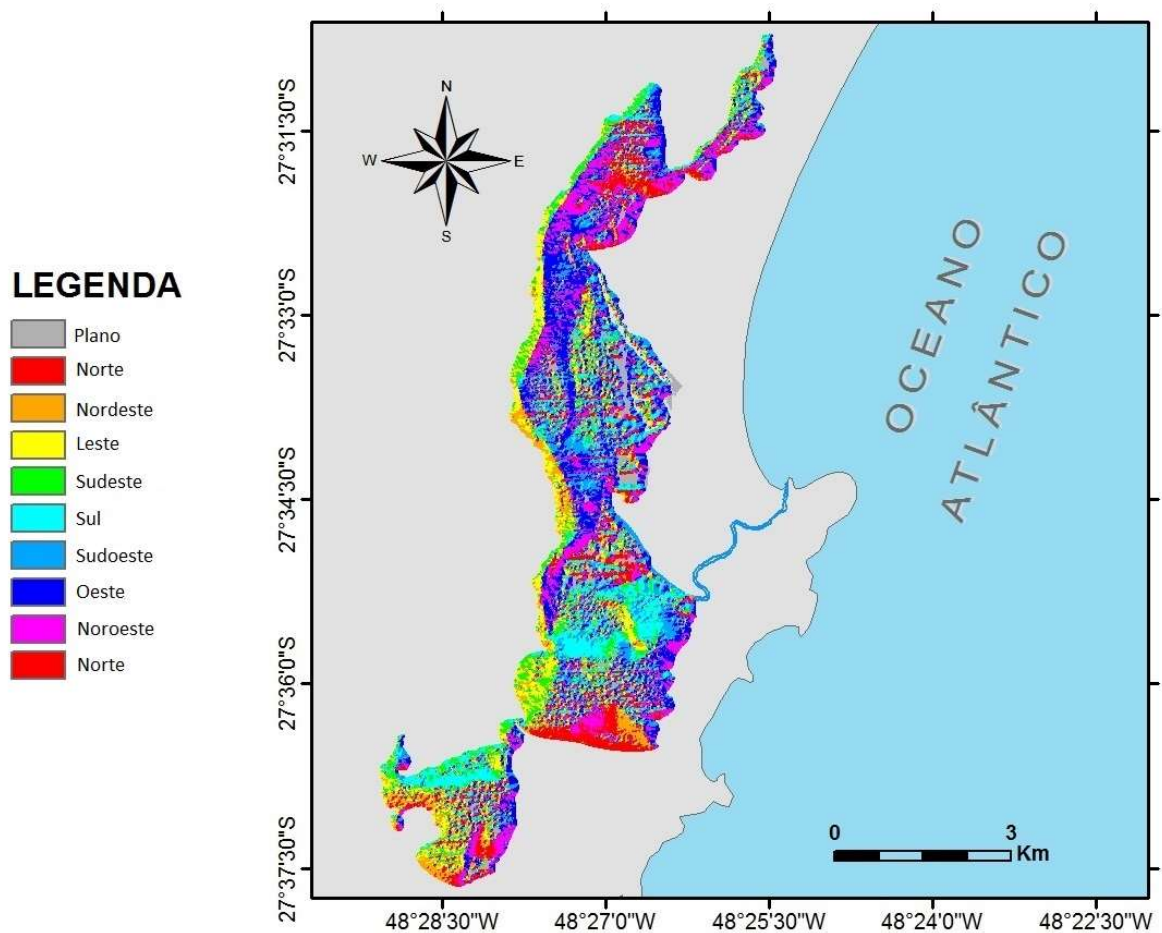 N
W E
S
LEGENDA
Plano
Norte
Nordeste
Leste
Sudeste
Sul
Sudoeste
Oeste
Noroeste
Norte
OCEANO
ATLÂNTICO
27°31'30"S
27°33'0"S
27°34'30"S
27°36'0"S
27°37'30"S
0 3
Km
48°28'30"W 48°27'0"W 48°25'30"W 48°24'0"W 48°22'30"W